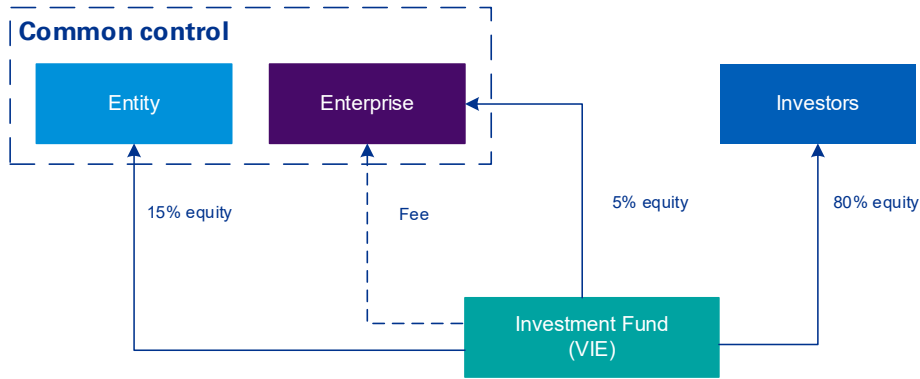 Common control
Entity
Enterprise
Investors
15% equity
Fee
5% equity
80% equity
Investment Fund
(VIE)